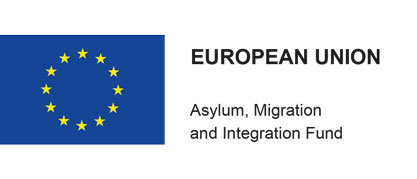 EUROPEAN UNION
Asylum, Migration
and Integration Fund